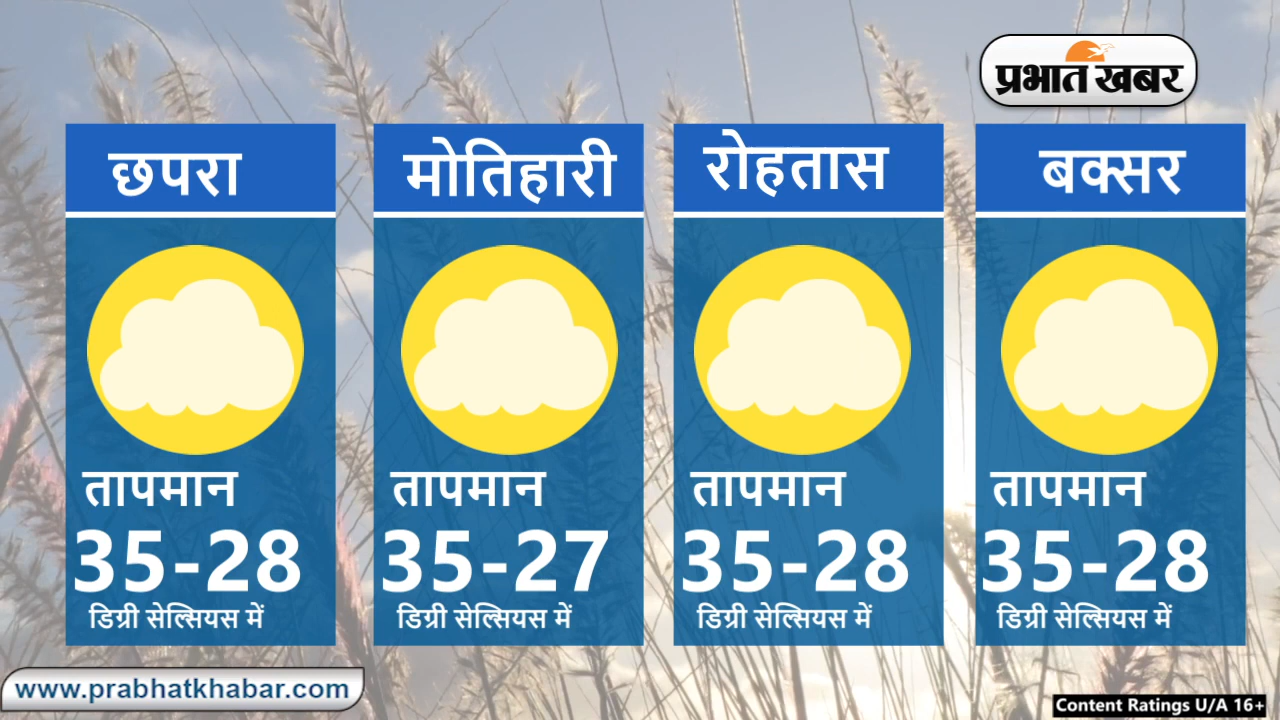 प्रभात खबर
छपरा
तापमान
35-28
डिग्री सेल्सियस में
मोतिहारी
तापमान
35-27
डिग्री सेल्सियस में
रोहतास
तापमान
35-28
डिग्री सेल्सियस में
बक्सर
तापमान
35-28
डिग्री सेल्सियस में
www.prabhatkhabar.com
Content Ratings U/A 16+